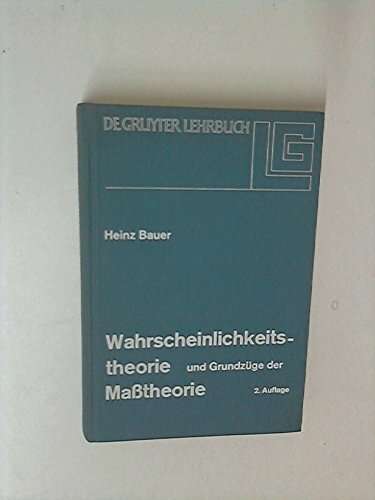 DE GRUYTER LEHRBUCH
LG
Heinz Bauer
Wahrscheinlichkeits-
theorie und Grundzüge der
Maßtheorie 2. Auflage